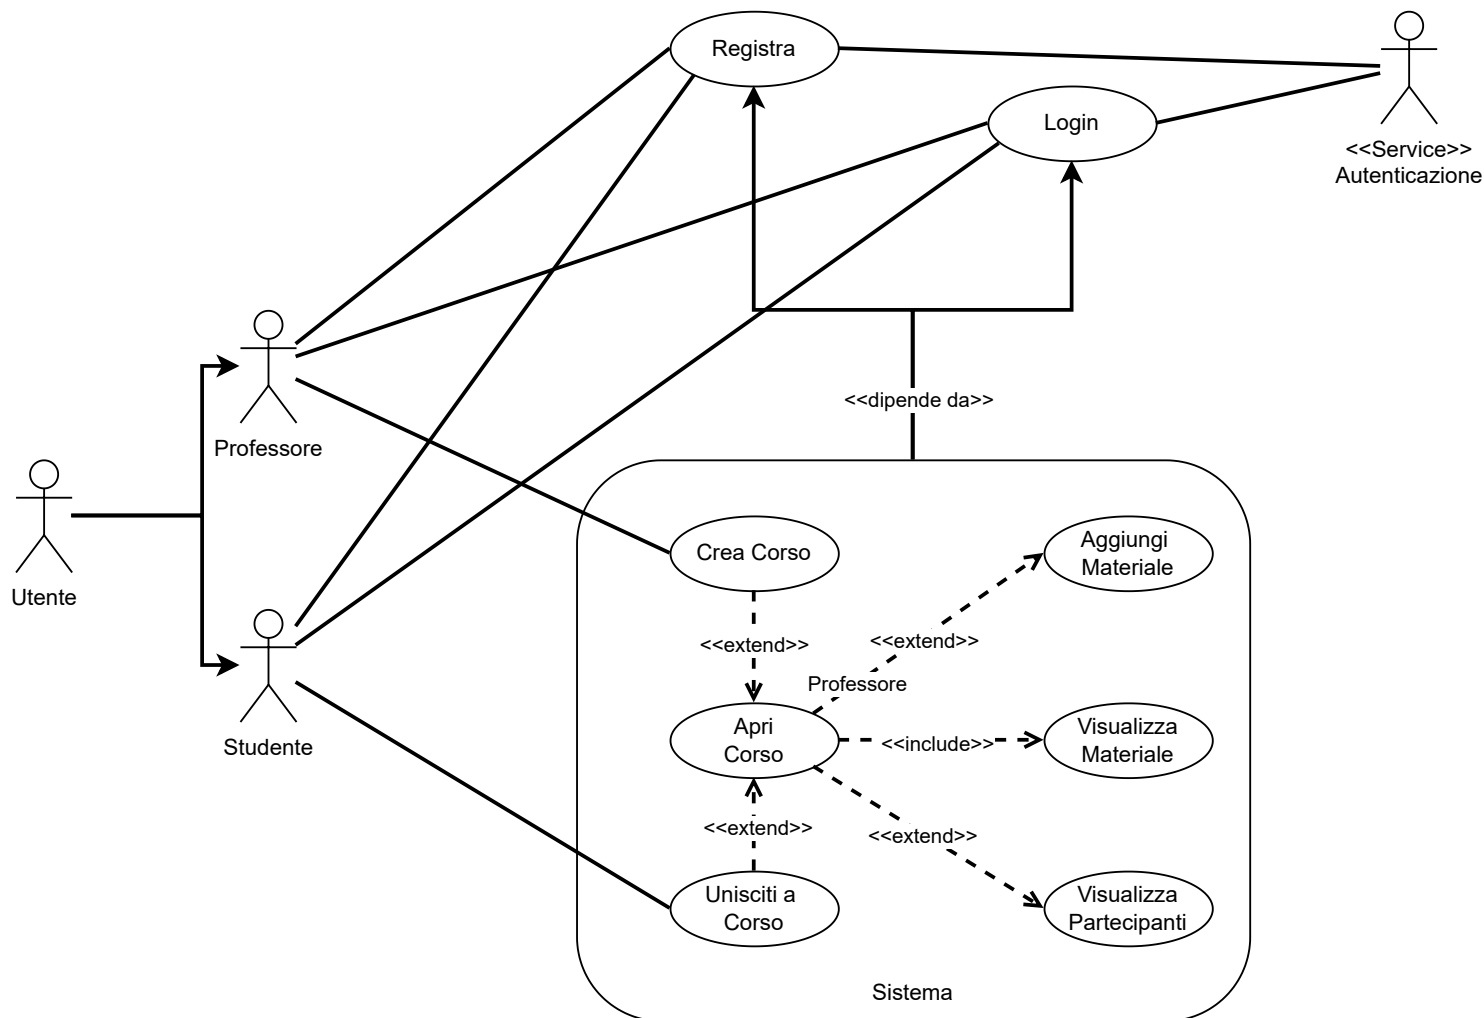 Registra
Login
<<Service>>
Autenticazione
<<dipende da>>
Professore
Utente
Studente
Crea Corso
Aggiungi
Materiale
<<extend>>
<<extend>>
Professore
Apri
Corso
<<include>>
Visualizza
Materiale
<<extend>>
<<extend>>
Unisciti a
Corso
Visualizza
Partecipanti
Sistema